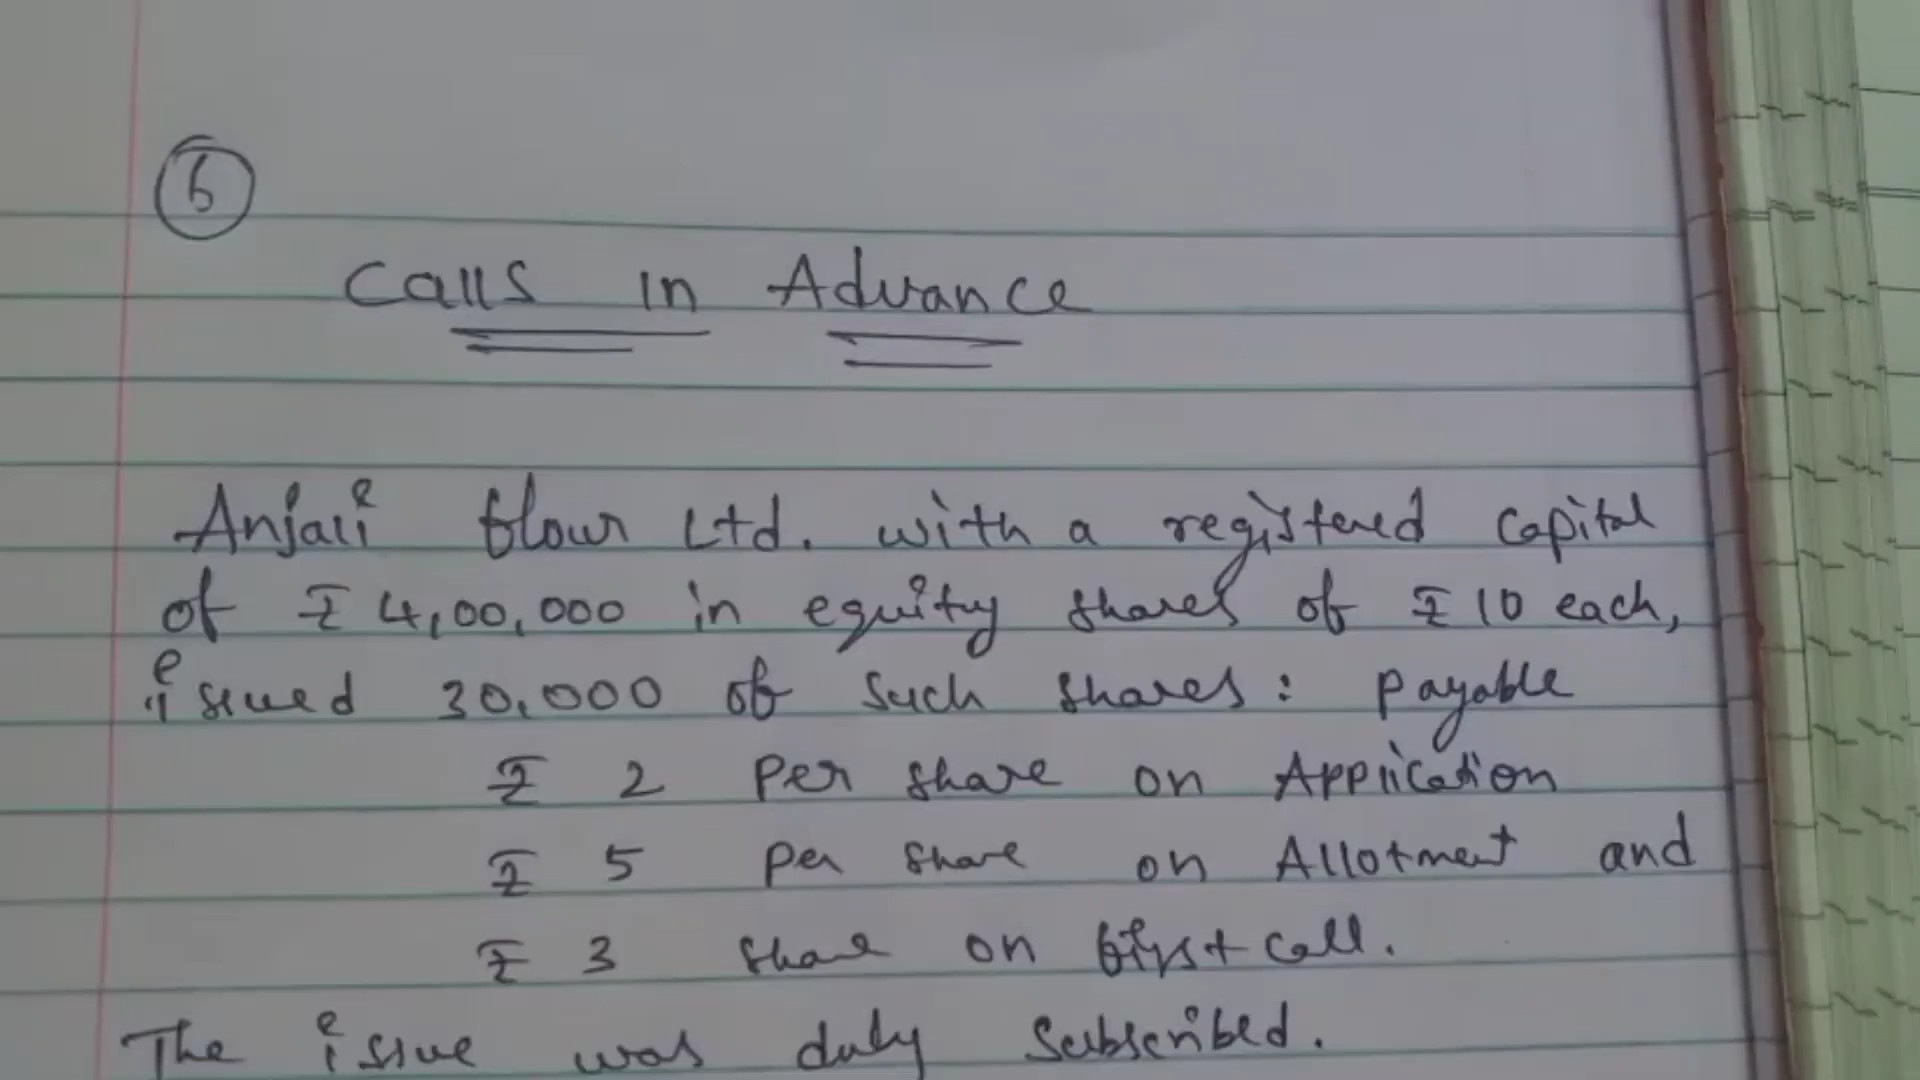 6
Calls in Advance
Anjali flour Ltd. with a registered capital
of ₹ 4,00,000 in equity shares of ₹ 10 each,
issued 30,000 of such shares: payable
₹ 2 per share on Application
₹ 5 per share on Allotment and
₹ 3 share on first call.
The issue was duly subscribed.